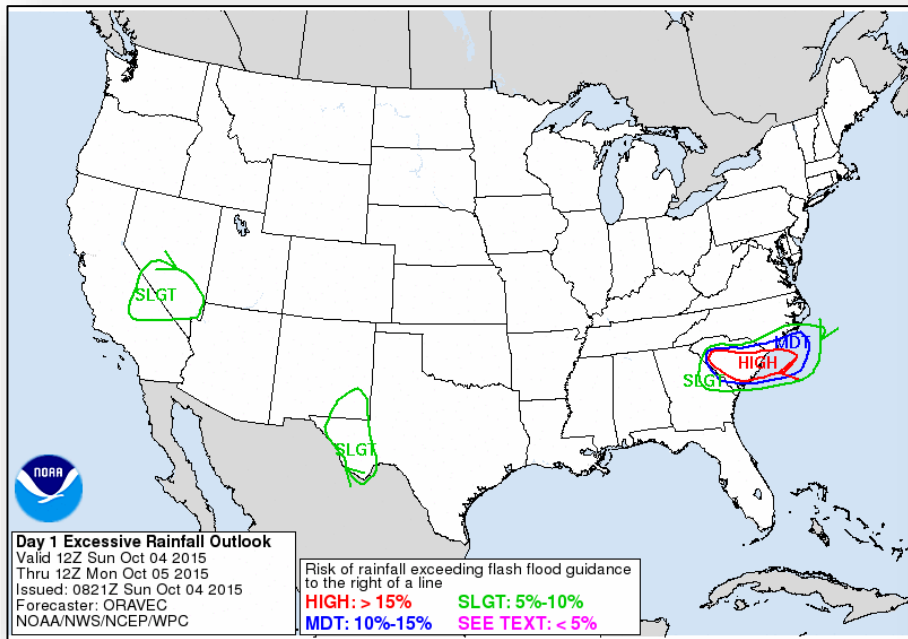 SLGT
MDT
HIGH
SLGT
SLGT
NOAA
Day 1 Excessive Rainfall Outlook
Valid 12Z Sun Oct 04 2015
Thru 12Z Mon Oct 05 2015
Issued: 0821Z Sun Oct 04 2015
Forecaster: ORAVEC
NOAA/NWS/NCEP/WPC
Risk of rainfall exceeding flash flood guidance
to the right of a line
HIGH: > 15% SLGT: 5%-10%
MDT: 10%-15% SEE TEXT: < 5%